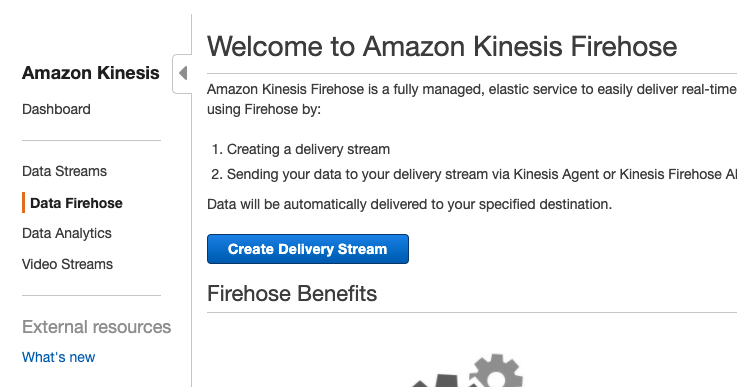 Amazon Kinesis
Dashboard
Data Streams
Data Firehose
Data Analytics
Video Streams
External resources
What's new
Welcome to Amazon Kinesis Firehose
Amazon Kinesis Firehose is a fully managed, elastic service to easily deliver real-time
using Firehose by:
1. Creating a delivery stream
2. Sending your data to your delivery stream via Kinesis Agent or Kinesis Firehose
Data will be automatically delivered to your specified destination.
Create Delivery Stream
Firehose Benefits